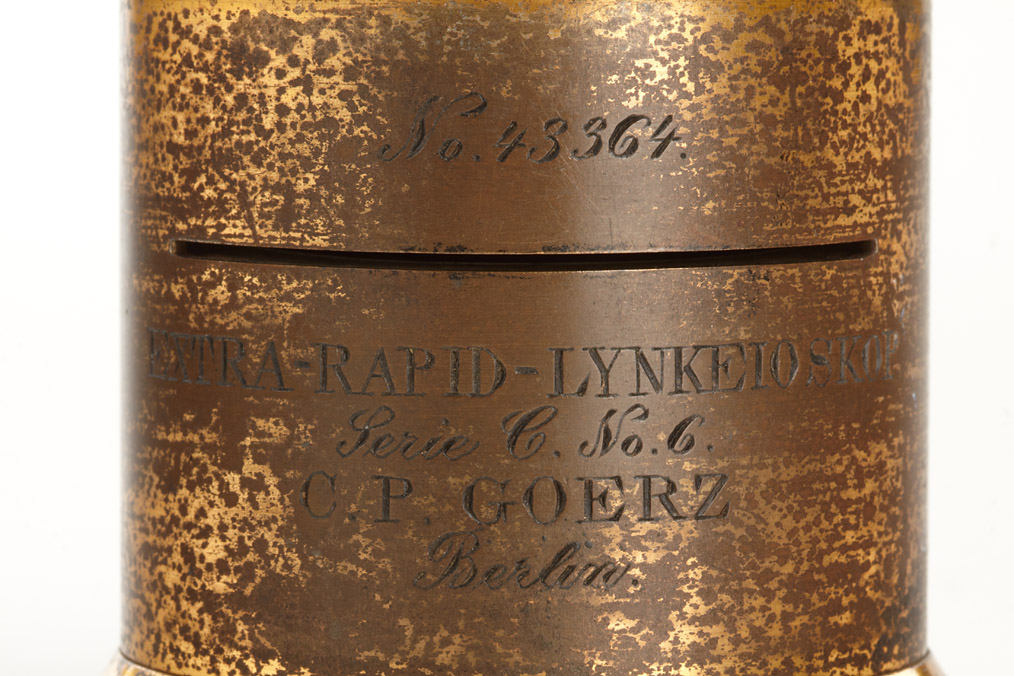 No. 43364.
EXTRA-RAPID-LYNKEIOSKOP.
Serie C. No. 6.
C. P. GOERZ
Berlin.